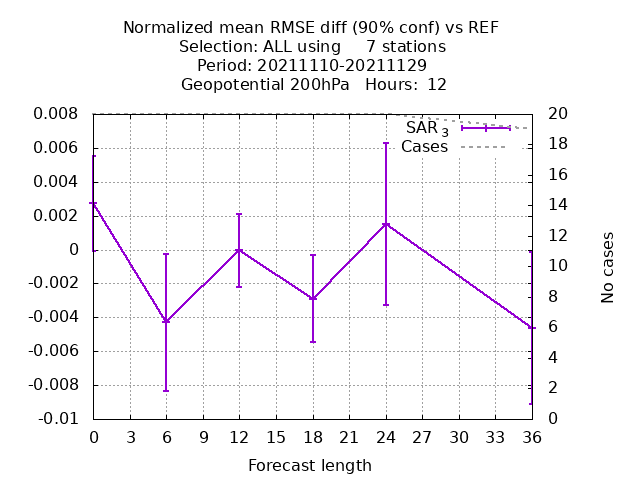 Normalized mean RMSE diff (90% conf) vs REF
Selection: ALL using     7 stations
Period: 20211110-20211129
Geopotential 200hPa   Hours:  12
0.008
0.006
0.004
0.002
0
-0.002
-0.004
-0.006
-0.008
-0.01
SAR 3
Cases
20
18
16
14
12
10
8
6
4
2
0
No cases
0 3 6 9 12 15 18 21 24 27 30 33 36
Forecast length